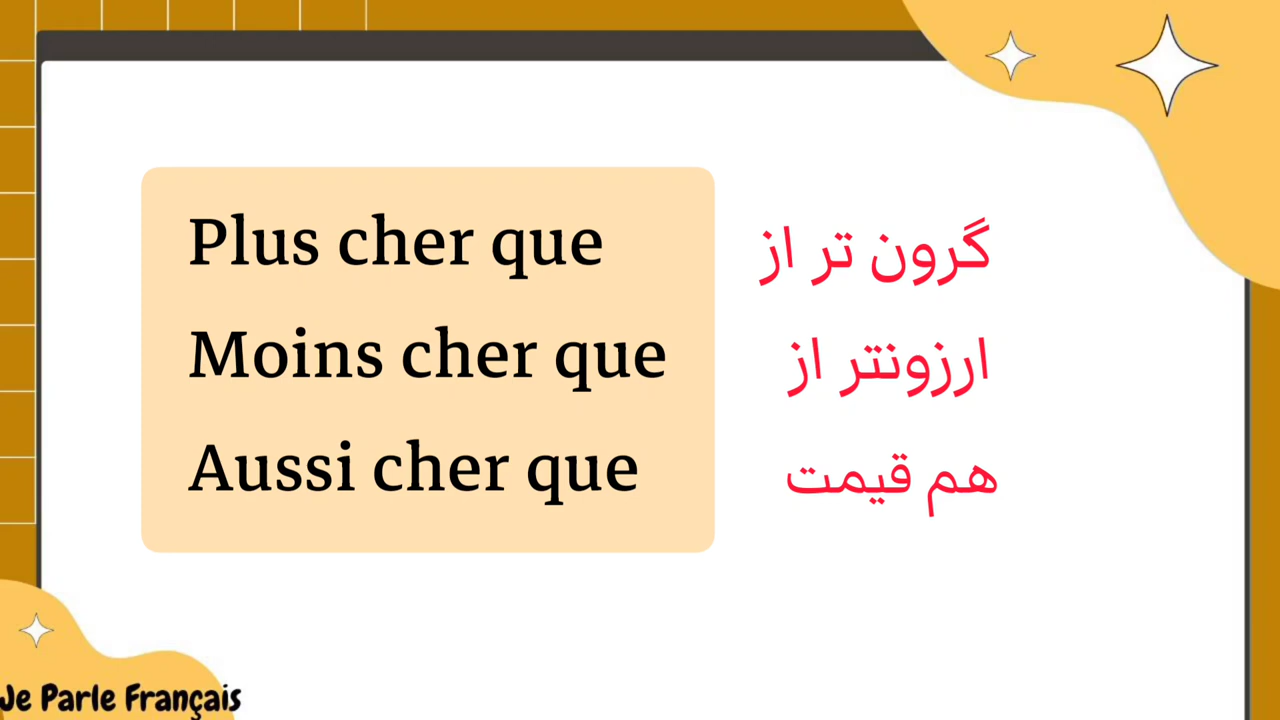 Plus cher que
گرون تر از
Moins cher que
ارزونتر از
Aussi cher que
هم قیمت
Je Parle Français